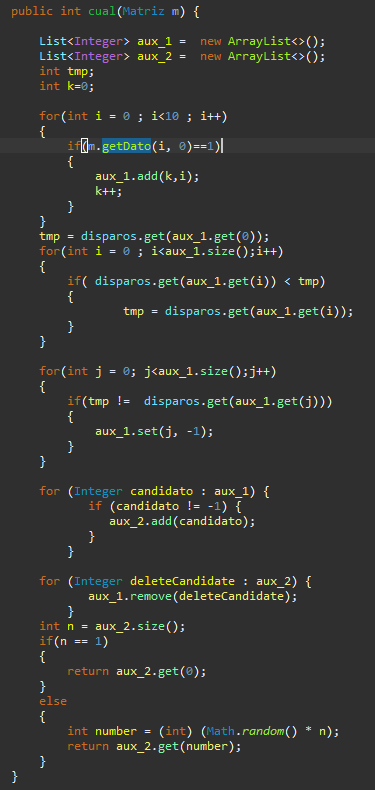 public int cual(Matriz m) {
List<Integer> aux_1 =  new ArrayList<>();
List<Integer> aux_2 =  new ArrayList<>();
int tmp;
int k=0;
for(int i = 0 ; i<10 ; i++)
{
if(m.getDato(i, 0)==1)
{
aux_1.add(k,i);
k++;
}
}
tmp = disparos.get(aux_1.get(0));
for(int i = 0 ; i<aux_1.size();i++)
{
if( disparos.get(aux_1.get(i)) < tmp)
{
tmp = disparos.get(aux_1.get(i));
}
}
for(int j = 0; j<aux_1.size();j++)
{
if(tmp !=  disparos.get(aux_1.get(j)))
{
aux_1.set(j, -1);
}
}
for (Integer candidato : aux_1) {
if (candidato != -1) {
aux_2.add(candidato);
}
}
for (Integer deleteCandidate : aux_2) {
aux_1.remove(deleteCandidate);
}
int n = aux_2.size();
if(n == 1)
{
return aux_2.get(0);
}
else
{
int number = (int) (Math.random() * n);
return aux_2.get(number);
}
}